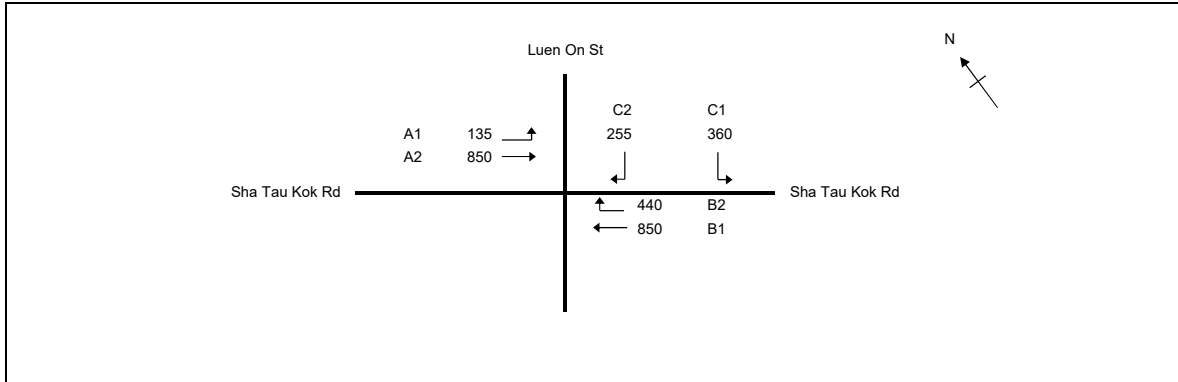 Luen On St
N
C2 C1
A1 135 255 360
A2 850
Sha Tau Kok Rd Sha Tau Kok Rd
440 B2
850 B1